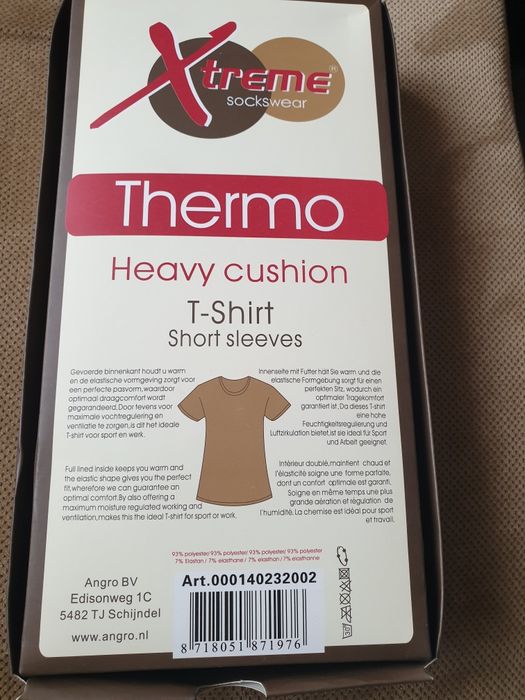 Xtreme®
sockswear
Thermo
Heavy cushion
T-Shirt
Short sleeves
Gevoerde binnenkant houdt u warm
en de elastische vormgeving zorgt voor
een perfecte pasvorm,waardoor
optimaal draagcomfort wordt
gegarandeerd.Door tevens voor
maximale vochtregulering en
ventilatie te zorgen,is dit het ideale
T-shirt voor sport en werk.
Innenseite mit Futter hält Sie warm und die
elastische Formgebung sorgt für einen
perfekten Sitz, wodurch ein
optimaler Tragekomfort
garantiert ist. Da dieses T-shirt
eine hohe
Feuchtigkeitsregulierung und
Luftzirkulation bietet,ist sie ideal für Sport
und Arbeit geeignet.
Full lined inside keeps you warm and
the elastic shape gives you the perfect
fit,wherefore we can guarantee an
optimal comfort.By also offering a
maximum moisture regulated working and
ventilation,makes this the ideal T-shirt for sport or work.
Intérieur doublé,maintient chaud et
l'élasticité soigne une forme parfaite,
dont un confort optimale est garanti.
Soigne en même temps une plus
grande aération et régulation de
l'humidité. La chemise est idéal pour sport
et travail.
93% polyester/ 93% polyester/ 93% polyester/ 93% polyester
7% Elastan / 7% elasthane / 7% elasthan / 7% elasthane
Angro BV
Edisonweg 1C
5482 TJ Schijndel
www.angro.nl
Art.000140232002
8 718051 871976
30